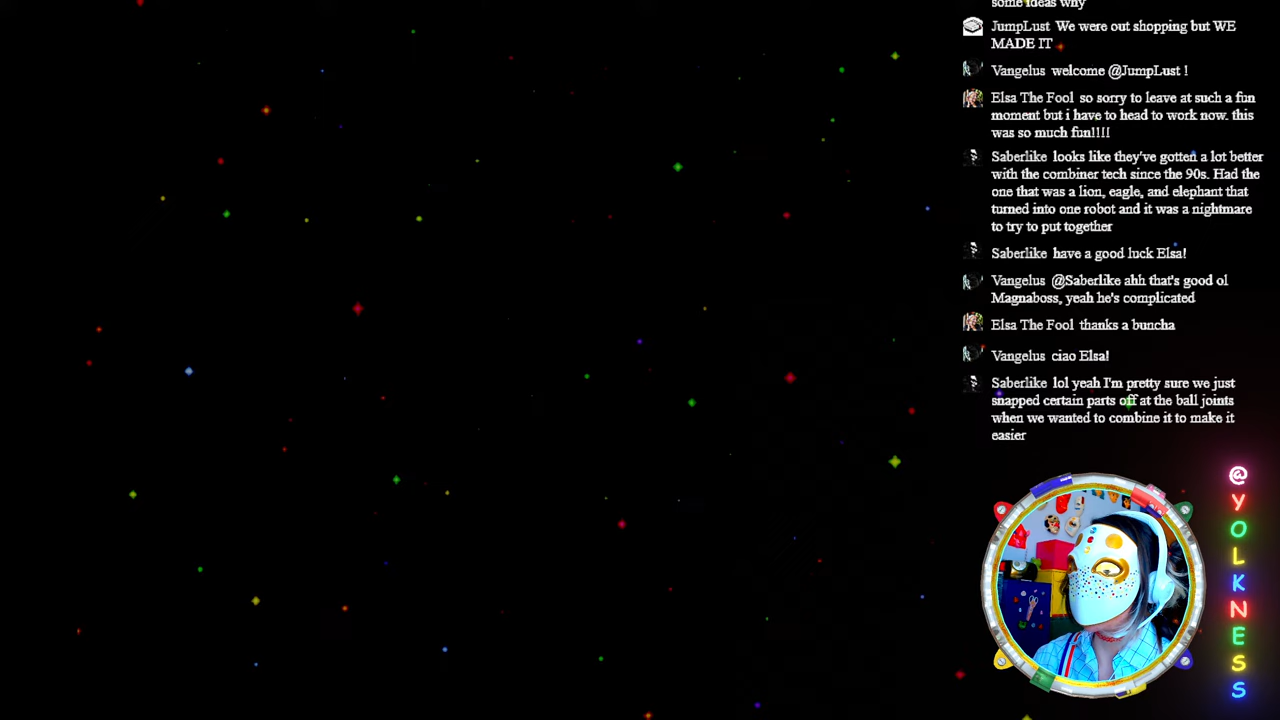 some ideas why
JumpLust We were out shopping but WE
MADE IT
Vangelus welcome @JumpLust !
Elsa The Fool so sorry to leave at such a fun
moment but i have to head to work now. this
was so much fun!!!!
Saberlike looks like they've gotten a lot better
with the combiner tech since the 90s. Had the
one that was a lion, eagle, and elephant that
turned into one robot and it was a nightmare
to try to put together
Saberlike have a good luck Elsa!
Vangelus @Saberlike ahh that's good ol
Magnaboss, yeah he's complicated
Elsa The Fool thanks a buncha
Vangelus ciao Elsa!
Saberlike lol yeah I'm pretty sure we just
snapped certain parts off at the ball joints
when we wanted to combine it to make it
easier
@YOLKNESS